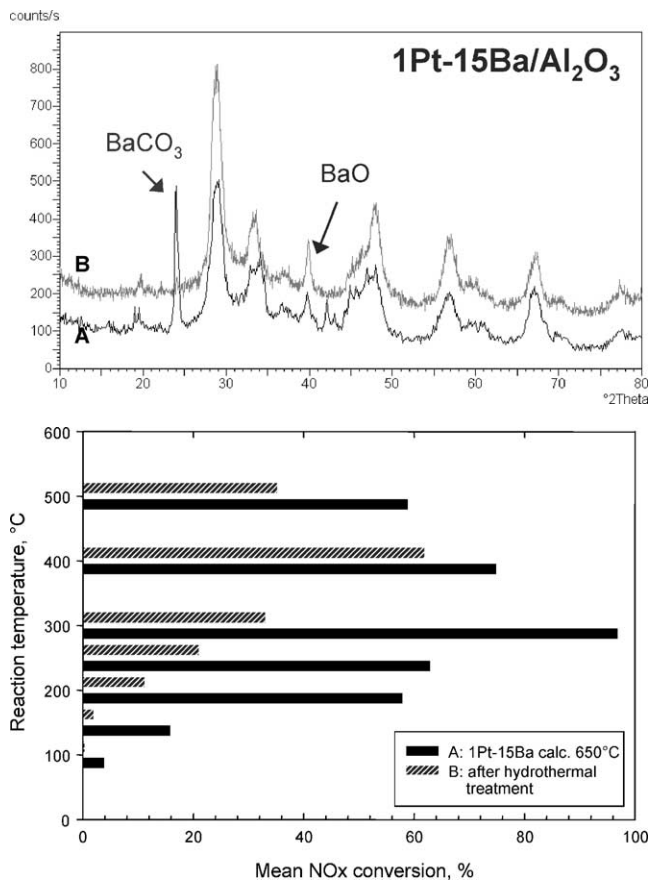 counts/s
1Pt-15Ba/Al2O3
800
700
600
500
400
300
200
100
0
BaCO3
BaO
B
A
10 20 30 40 50 60 70 80
°2Theta
600
500
400
300
200
100
0
Reaction temperature, °C
A: 1Pt-15Ba calc. 650°C
B: after hydrothermal
treatment
0 20 40 60 80 100
Mean NOx conversion, %